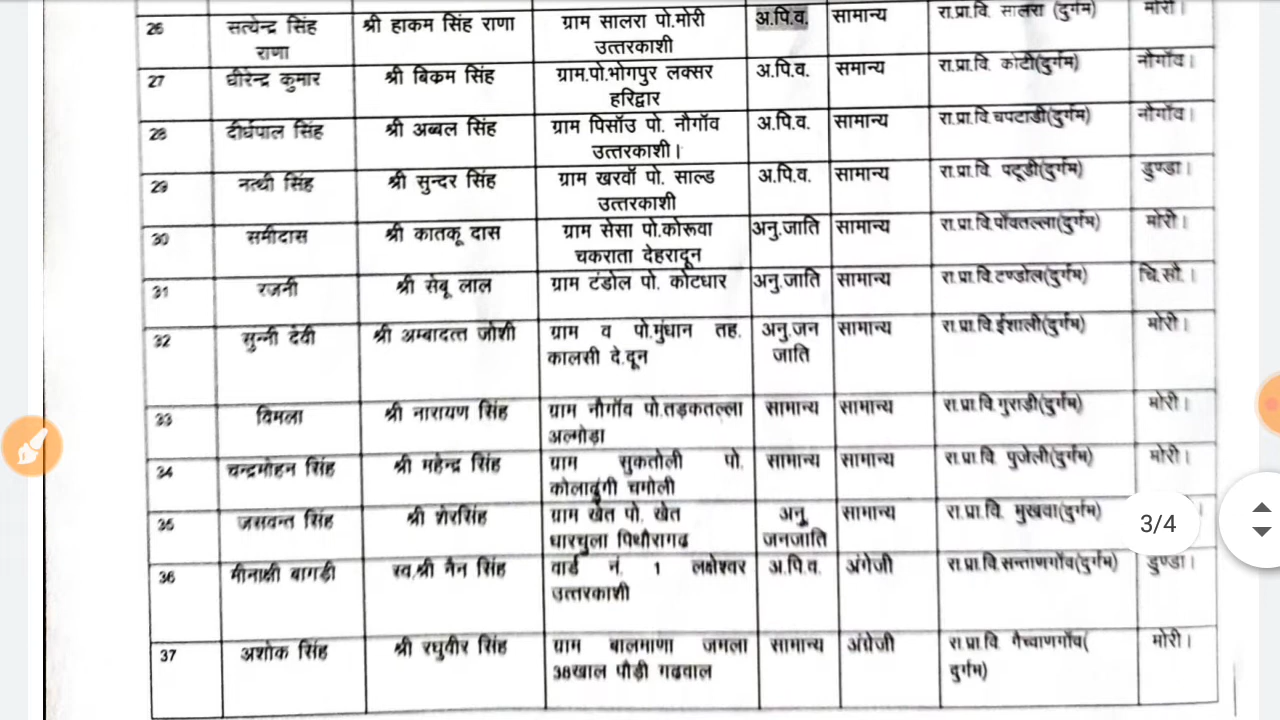 26 सत्येन्द्र सिंह श्री हाकम सिंह राणा ग्राम सालरा पो.मोरी अ.पि.व. सामान्य रा.प्रा.वि. सालरा (दुर्गम) मोरी।
राणा उत्तरकाशी
27 धीरेन्द्र कुमार श्री बिक्रम सिंह ग्राम.पो.भोगपुर लक्सर अ.पि.व. समान्य रा.प्रा.वि. कोटी(दुर्गम) नौगॉव।
हरिद्वार
28 दीर्घपाल सिंह श्री अब्बल सिंह ग्राम पिसॉउ पो. नौगॉव अ.पि.व. सामान्य रा.प्रा.वि.चपटाडी(दुर्गम) नौगॉव।
उत्तरकाशी।
29 नत्थी सिंह श्री सुन्दर सिंह ग्राम खरवॉ पो. साल्ड अ.पि.व. सामान्य रा.प्रा.वि. पटूडी(दुर्गम) डुण्डा।
उत्तरकाशी
30 समीदास श्री कातकू दास ग्राम सेसा पो.कोरूवा अनु.जाति सामान्य रा.प्रा.वि.पॉवतल्ला(दुर्गम) मोरी।
चकराता देहरादून
31 रजनी श्री सेबू लाल ग्राम टंडोल पो. कोटधार अनु.जाति सामान्य रा.प्रा.वि.टण्डोल(दुर्गम) चि.सौ.।
32 सुन्नी देवी श्री अम्बादत्त जोशी ग्राम व पो.मुंधान तह. अनु.जन सामान्य रा.प्रा.वि.ईशाली(दुर्गम) मोरी।
कालसी दे.दून जाति
33 विमला श्री नारायण सिंह ग्राम नौगॉव पो.तड़कतल्ला सामान्य सामान्य रा.प्रा.वि.गुराड़ी(दुर्गम) मोरी।
अल्मोड़ा
34 चन्द्रमोहन सिंह श्री महेन्द्र सिंह ग्राम सुकतोली पो. सामान्य सामान्य रा.प्रा.वि. पुजेली(दुर्गम) मोरी।
कोलाढुंगी चमोली
35 जसवन्त सिंह श्री शेरसिंह ग्राम खेत पो. खेत अनु. सामान्य रा.प्रा.वि. मुखवा(दुर्गम)
धारचुला पिथौरागढ जनजाति
3/4
36 मीनाक्षी बागड़ी स्व.श्री नैन सिंह वार्ड नं. 1 लक्षेश्वर अ.पि.व. अंगेजी रा.प्रा.वि.सन्ताणगॉव(दुर्गम) डुण्डा।
उत्तरकाशी
37 अशोक सिंह श्री रघुवीर सिंह ग्राम बालमाणा जमला सामान्य अंग्रेजी रा.प्रा.वि. गैच्वाणगॉव( मोरी।
38खाल पौड़ी गढवाल दुर्गम)